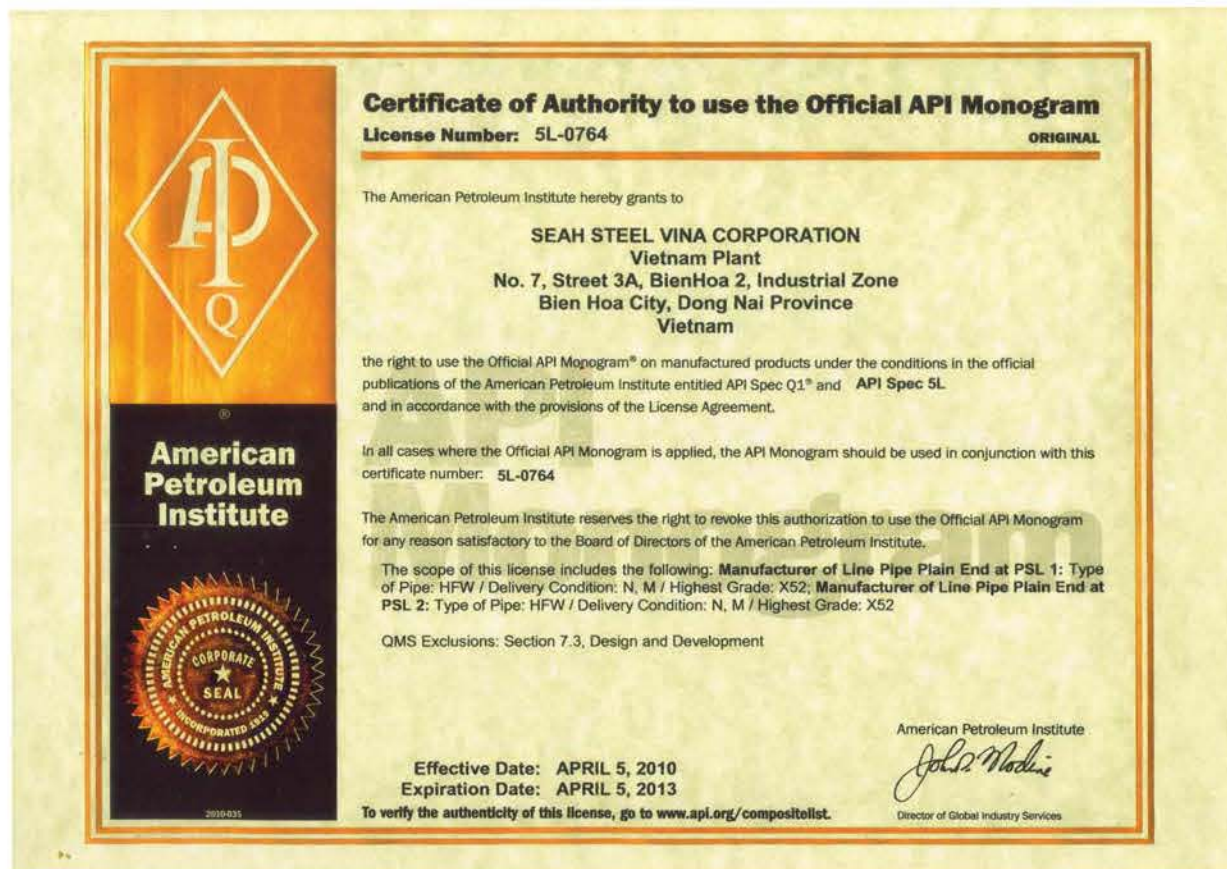 Certificate of Authority to use the Official API Monogram
License Number: 5L-0764
ORIGINAL
The American Petroleum Institute hereby grants to
SEAH STEEL VINA CORPORATION
Vietnam Plant
No. 7, Street 3A, BienHoa 2, Industrial Zone
Bien Hoa City, Dong Nai Province
Vietnam
the right to use the Official API Monogram® on manufactured products under the conditions in the official
publications of the American Petroleum Institute entitled API Spec Q1® and API Spec 5L
and in accordance with the provisions of the License Agreement.
In all cases where the Official API Monogram is applied, the API Monogram should be used in conjunction with this
certificate number: 5L-0764
The American Petroleum Institute reserves the right to revoke this authorization to use the Official API Monogram
for any reason satisfactory to the Board of Directors of the American Petroleum Institute.
The scope of this license includes the following: Manufacturer of Line Pipe Plain End at PSL 1: Type
of Pipe: HFW / Delivery Condition: N, M / Highest Grade: X52; Manufacturer of Line Pipe Plain End at
PSL 2: Type of Pipe: HFW / Delivery Condition: N, M / Highest Grade: X52
QMS Exclusions: Section 7.3, Design and Development
American Petroleum Institute
Effective Date: APRIL 5, 2010
Expiration Date: APRIL 5, 2013
To verify the authenticity of this license, go to www.api.org/compositelist.
Director of Global Industry Services
API
Q
®
American
Petroleum
Institute
AMERICAN PETROLEUM INSTITUTE
CORPORATE
SEAL
INCORPORATED 1919
2010-035
API
Monogram